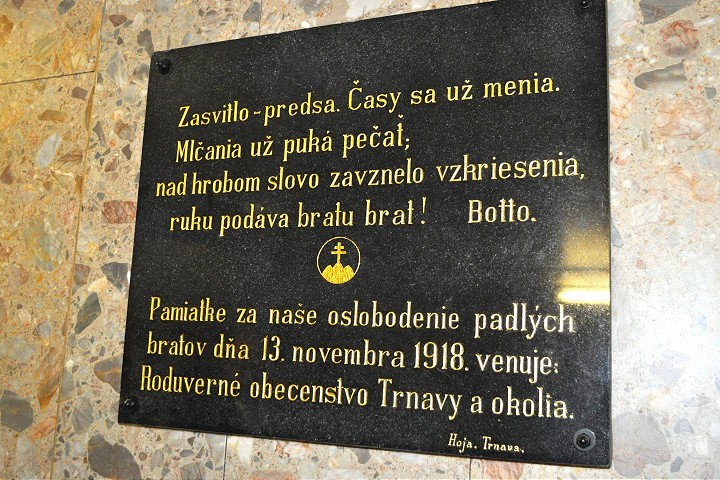 Zasvitlo - predsa. Časy sa už menia.
Mlčania už puká pečať;
nad hrobom slovo zavznelo vzkriesenia,
ruku podáva bratu brat! Botto.
Pamiatke za naše oslobodenie padlých
bratov dňa 13. novembra 1918. venuje:
Roduverné obecenstvo Trnavy a okolia.
Hoja. Trnava.